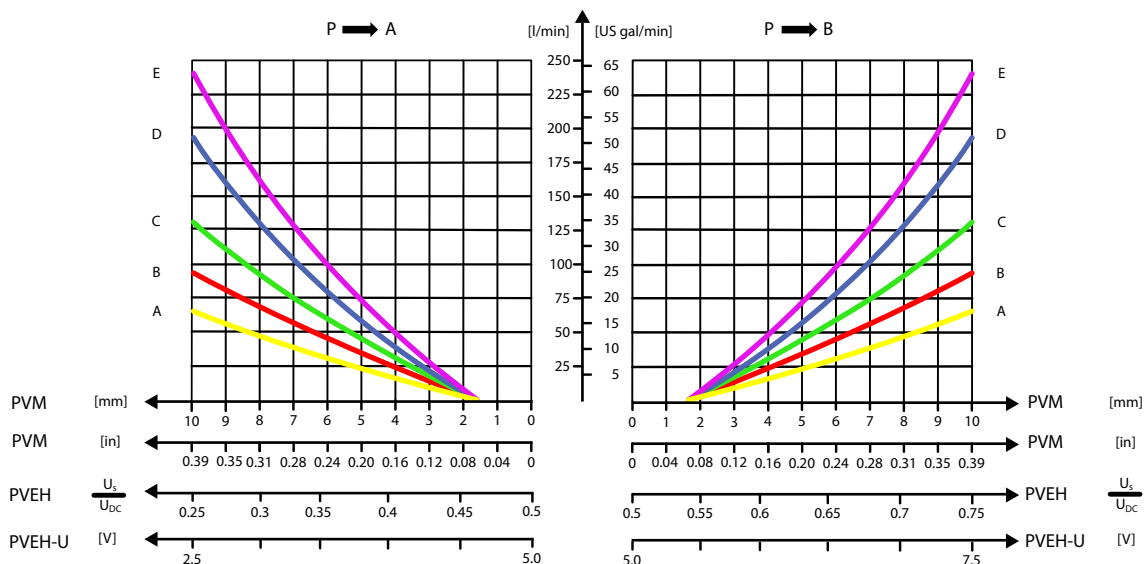 P A [l/min] [US gal/min] P B
E 250 65 E
225 60
D 200 55 D
175 50
150 45
40
C 125 35 C
100 30
B 75 25 B
A 50 20 A
15
25 10
5
PVM [mm] PVM [mm]
10 9 8 7 6 5 4 3 2 1 0 0 1 2 3 4 5 6 7 8 9 10
PVM [in] PVM [in]
0.39 0.35 0.31 0.28 0.24 0.20 0.16 0.12 0.08 0.04 0 0 0.04 0.08 0.12 0.16 0.20 0.24 0.28 0.31 0.35 0.39
PVEH Us PVEH Us
UDC UDC
0.25 0.3 0.35 0.4 0.45 0.5 0.5 0.55 0.6 0.65 0.7 0.75
PVEH-U [V] PVEH-U [V]
2.5 5.0 5.0 7.5